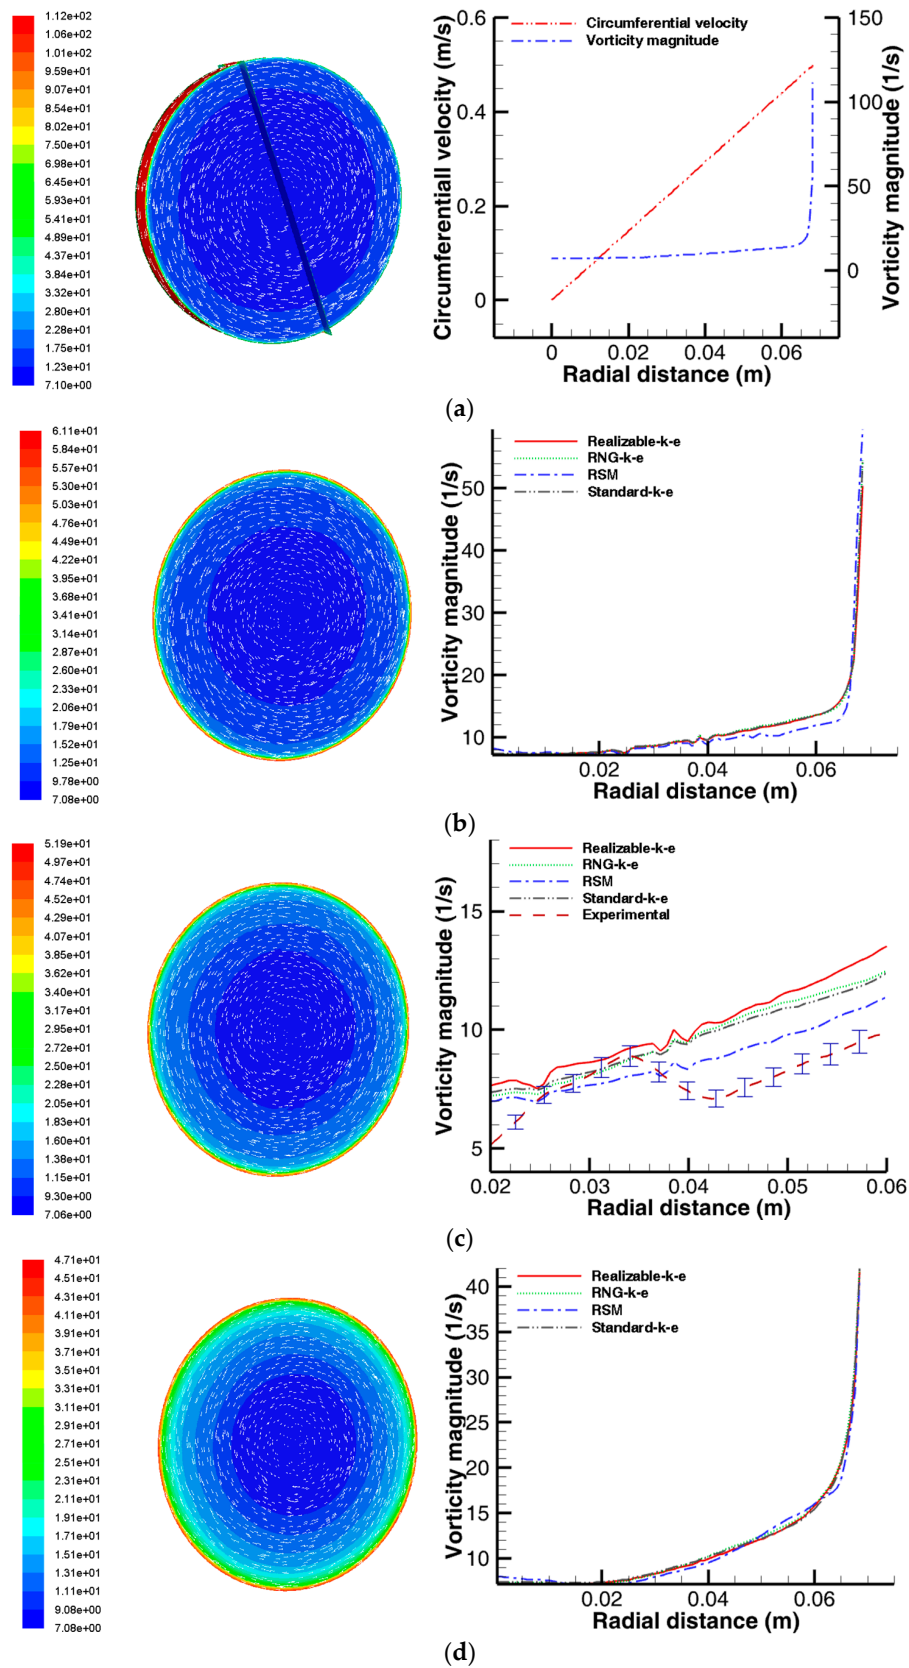 1.12e+02
1.06e+02
1.01e+02
9.59e+01
9.07e+01
8.54e+01
8.02e+01
7.50e+01
6.98e+01
6.45e+01
5.93e+01
5.41e+01
4.89e+01
4.37e+01
3.84e+01
3.32e+01
2.80e+01
2.28e+01
1.75e+01
1.23e+01
7.10e+00
Circumferential velocity
Vorticity magnitude
Circumferentiall velocity (m/s)
0.6
0.4
0.2
0
150
100
50
0
Vorticity magnitude (1/s)
0 0.02 0.04 0.06
Radial distance (m)
(a)
6.11e+01
5.84e+01
5.57e+01
5.30e+01
5.03e+01
4.76e+01
4.49e+01
4.22e+01
3.95e+01
3.68e+01
3.41e+01
3.14e+01
2.87e+01
2.60e+01
2.33e+01
2.06e+01
1.79e+01
1.52e+01
1.25e+01
9.78e+00
7.08e+00
Realizable-k-e
RNG-k-e
RSM
Standard-k-e
Vorticity magnitude (1/s)
50
40
30
20
10
0.02 0.04 0.06
Radial distance (m)
(b)
5.19e+01
4.97e+01
4.74e+01
4.52e+01
4.29e+01
4.07e+01
3.85e+01
3.62e+01
3.40e+01
3.17e+01
2.95e+01
2.72e+01
2.50e+01
2.28e+01
2.05e+01
1.83e+01
1.60e+01
1.38e+01
1.15e+01
9.30e+00
7.06e+00
Realizable-k-e
RNG-k-e
RSM
Standard-k-e
Experimental
Vorticity magnitude (1/s)
15
10
5
0.02 0.03 0.04 0.05 0.06
Radial distance (m)
(c)
4.71e+01
4.51e+01
4.31e+01
4.11e+01
3.91e+01
3.71e+01
3.51e+01
3.31e+01
3.11e+01
2.91e+01
2.71e+01
2.51e+01
2.31e+01
2.11e+01
1.91e+01
1.71e+01
1.51e+01
1.31e+01
1.11e+01
9.08e+00
7.08e+00
Realizable-k-e
RNG-k-e
RSM
Standard-k-e
Vorticity magnitude (1/s)
40
35
30
25
20
15
10
0.02 0.04 0.06
Radial distance (m)
(d)